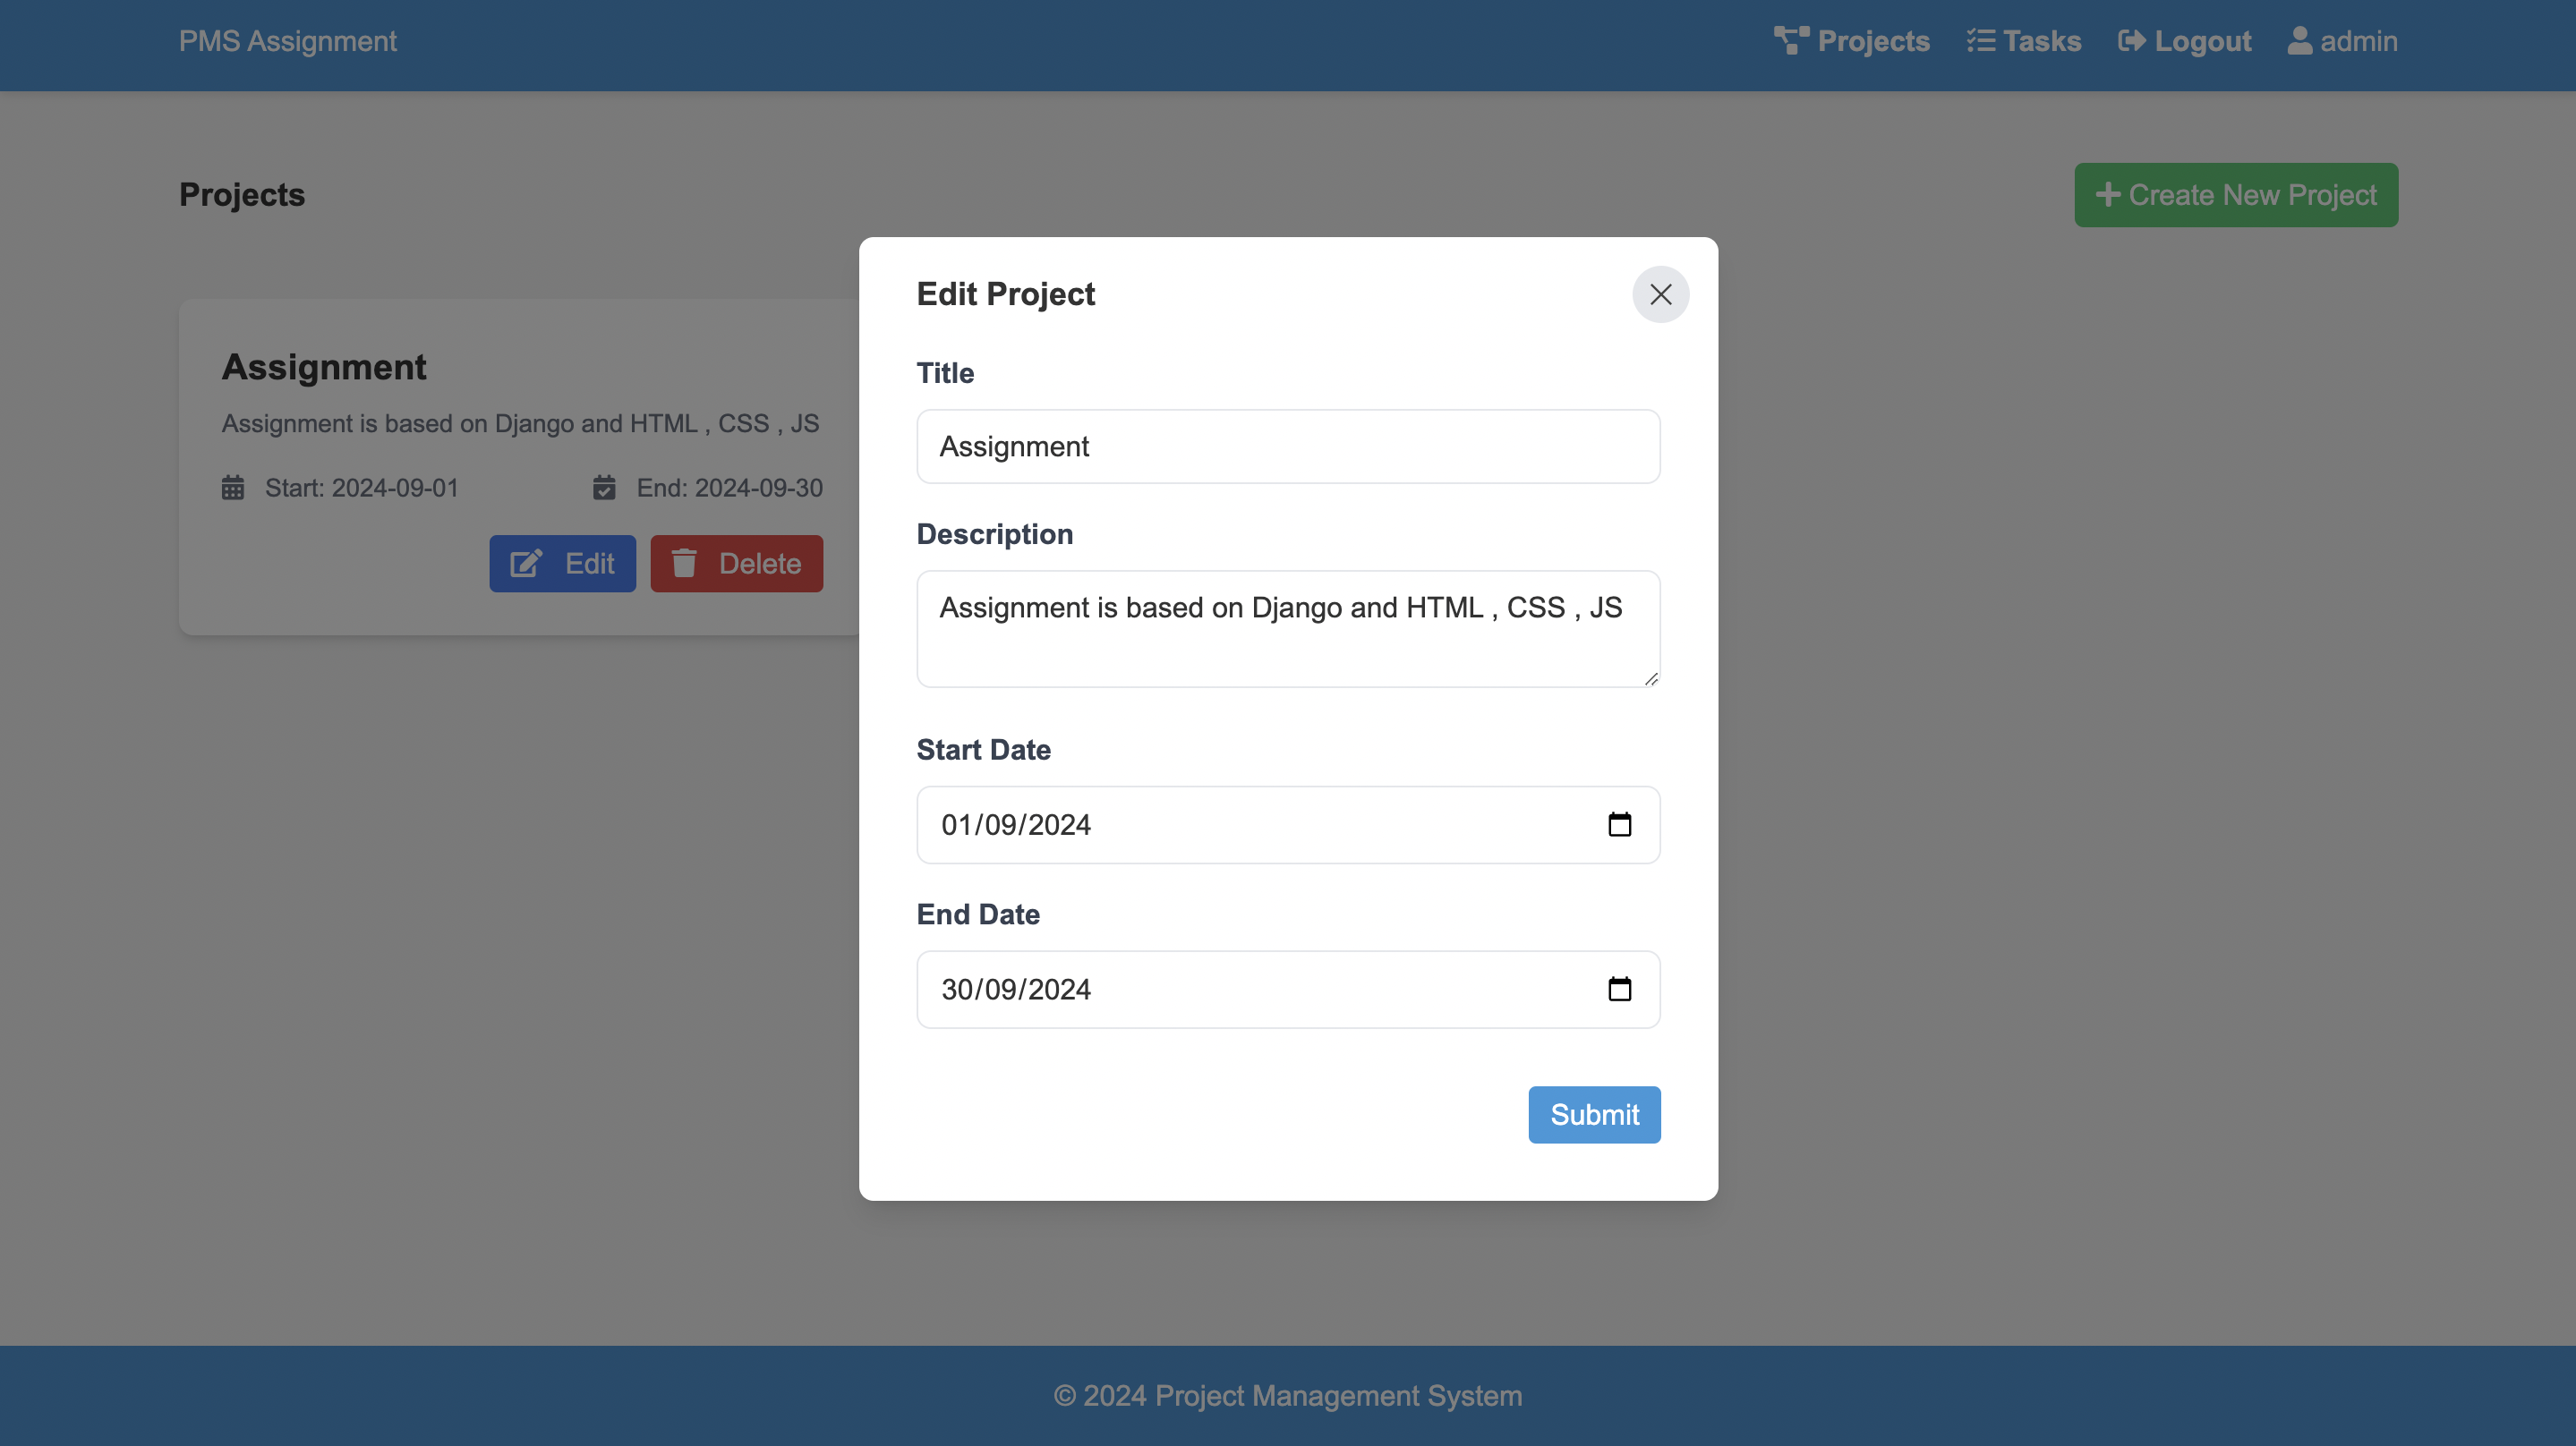 PMS Assignment
Projects
Tasks
Logout
admin
Projects
Create New Project
Assignment
Assignment is based on Django and HTML , CSS , JS
Start: 2024-09-01
End: 2024-09-30
Edit
Delete
Edit Project
Title
Assignment
Description
Assignment is based on Django and HTML , CSS , JS
Start Date
01/09/2024
End Date
30/09/2024
Submit
© 2024 Project Management System